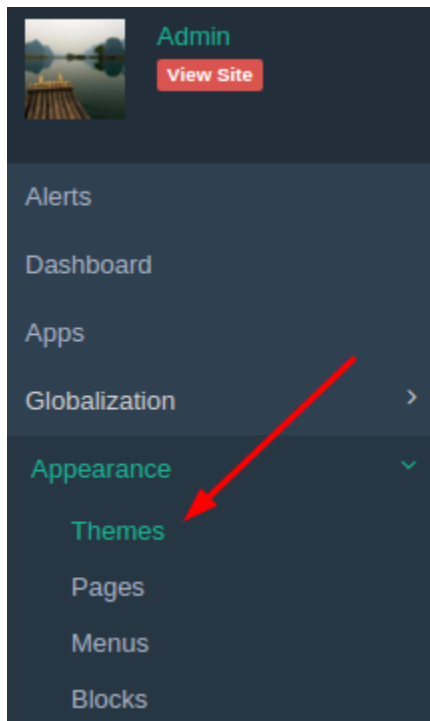 Admin
View Site
Alerts
Dashboard
Apps
Globalization
Appearance
Themes
Pages
Menus
Blocks